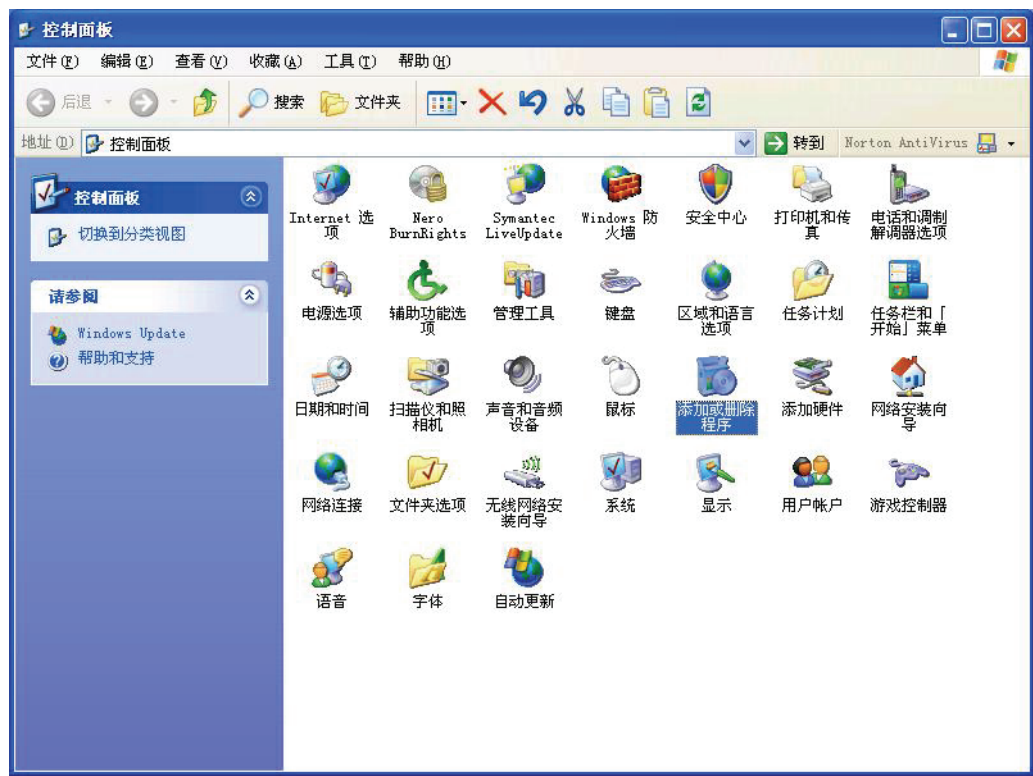 控制面板
文件(F) 编辑(E) 查看(V) 收藏(A) 工具(T) 帮助(H)
后退 搜索 文件夹
地址(D) 控制面板 转到 Norton AntiVirus
控制面板
切换到分类视图
请参阅
Windows Update
帮助和支持
Internet 选
项
Nero
BurnRights
Symantec
LiveUpdate
Windows 防
火墙
安全中心
打印机和传
真
电话和调制
解调器选项
电源选项
辅助功能选
项
管理工具
键盘
区域和语言
选项
任务计划
任务栏和「
开始」菜单
日期和时间
扫描仪和照
相机
声音和音频
设备
鼠标
添加或删除
程序
添加硬件
网络安装向
导
网络连接
文件夹选项
无线网络安
装向导
系统
显示
用户帐户
游戏控制器
语音
字体
自动更新